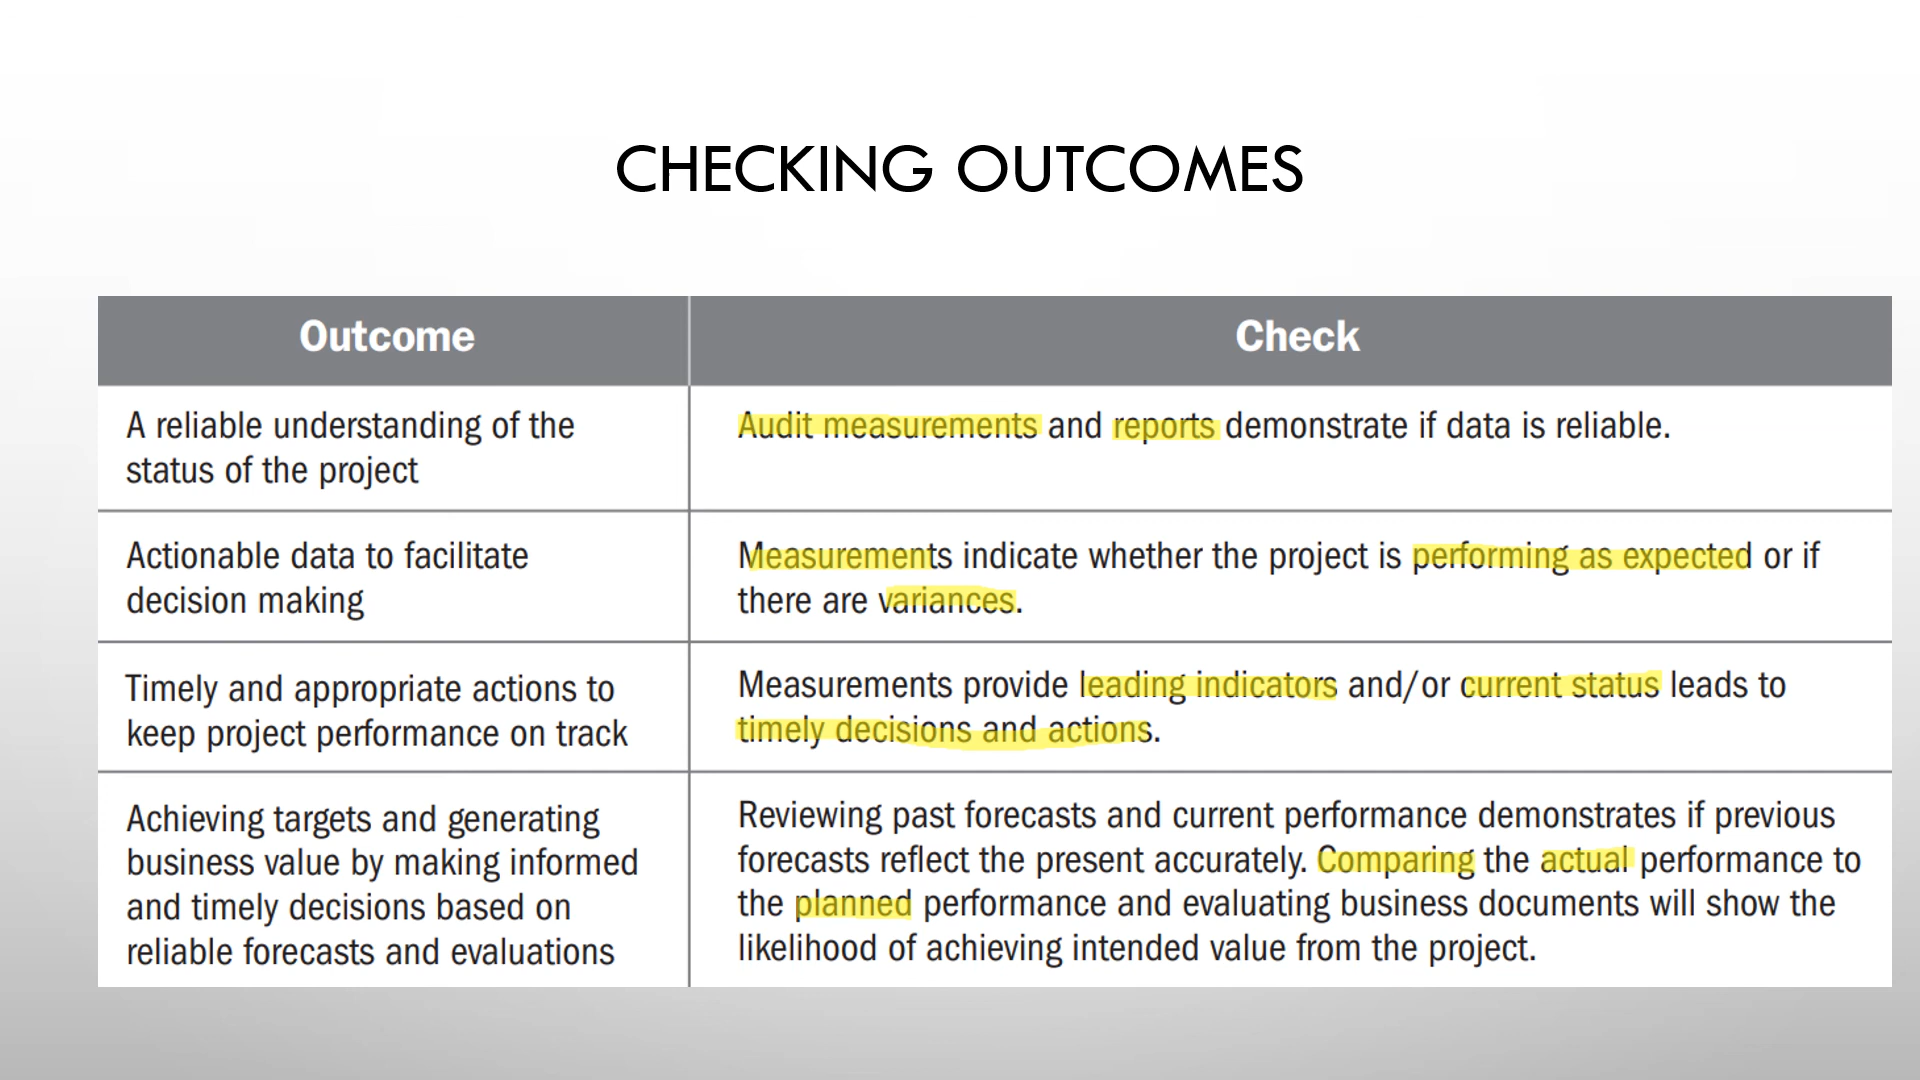 CHECKING OUTCOMES
Outcome
Check
A reliable understanding of the
status of the project
Audit measurements and reports demonstrate if data is reliable.
Actionable data to facilitate
decision making
Measurements indicate whether the project is performing as expected or if
there are variances.
Timely and appropriate actions to
keep project performance on track
Measurements provide leading indicators and/or current status leads to
timely decisions and actions.
Achieving targets and generating
business value by making informed
and timely decisions based on
reliable forecasts and evaluations
Reviewing past forecasts and current performance demonstrates if previous
forecasts reflect the present accurately. Comparing the actual performance to
the planned performance and evaluating business documents will show the
likelihood of achieving intended value from the project.